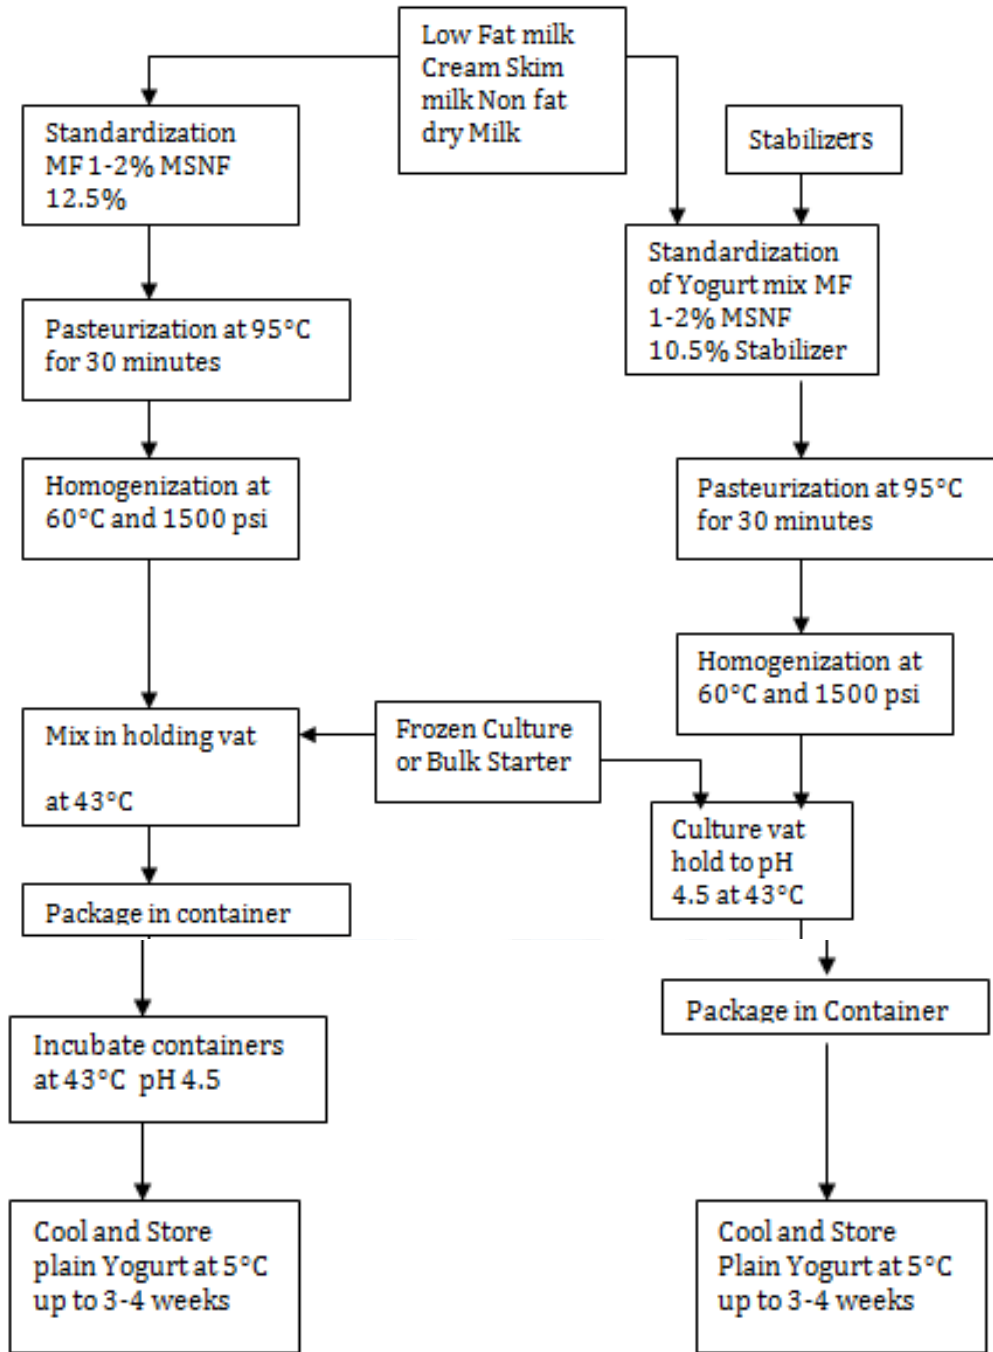 Low Fat milk
Cream Skim
milk Non fat
dry Milk
Standardization
MF 1-2% MSNF
12.5%
Stabilizers
Standardization
of Yogurt mix MF
1-2% MSNF
10.5% Stabilizer
Pasteurization at 95°C
for 30 minutes
Homogenization at
60°C and 1500 psi
Pasteurization at 95°C
for 30 minutes
Homogenization at
60°C and 1500 psi
Mix in holding vat
at 43°C
Frozen Culture
or Bulk Starter
Culture vat
hold to pH
4.5 at 43°C
Package in container
Package in Container
Incubate containers
at 43°C pH 4.5
Cool and Store
plain Yogurt at 5°C
up to 3-4 weeks
Cool and Store
Plain Yogurt at 5°C
up to 3-4 weeks